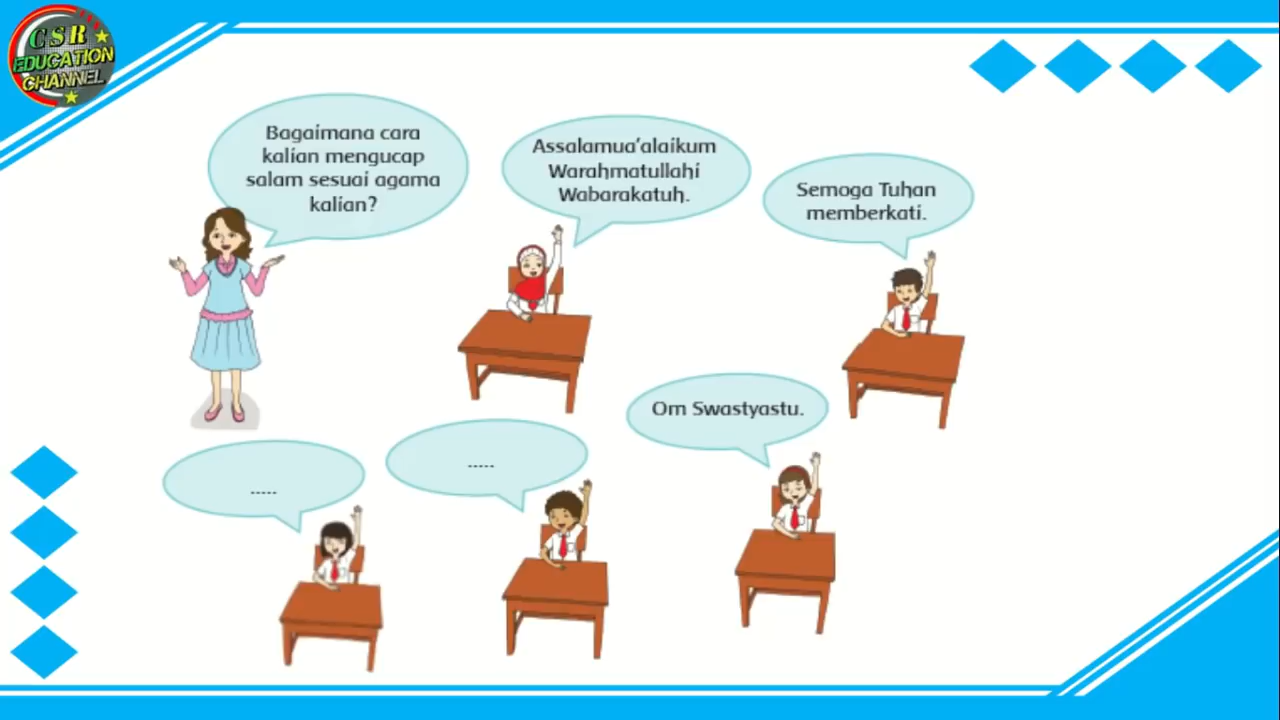 CSR
EDUCATION
CHANNEL
Bagaimana cara
kalian mengucap
salam sesuai agama
kalian?
Assalamua'alaikum
Warahmatullahi
Wabarakatuh.
Semoga Tuhan
memberkati.
Om Swastyastu.
.....
.....